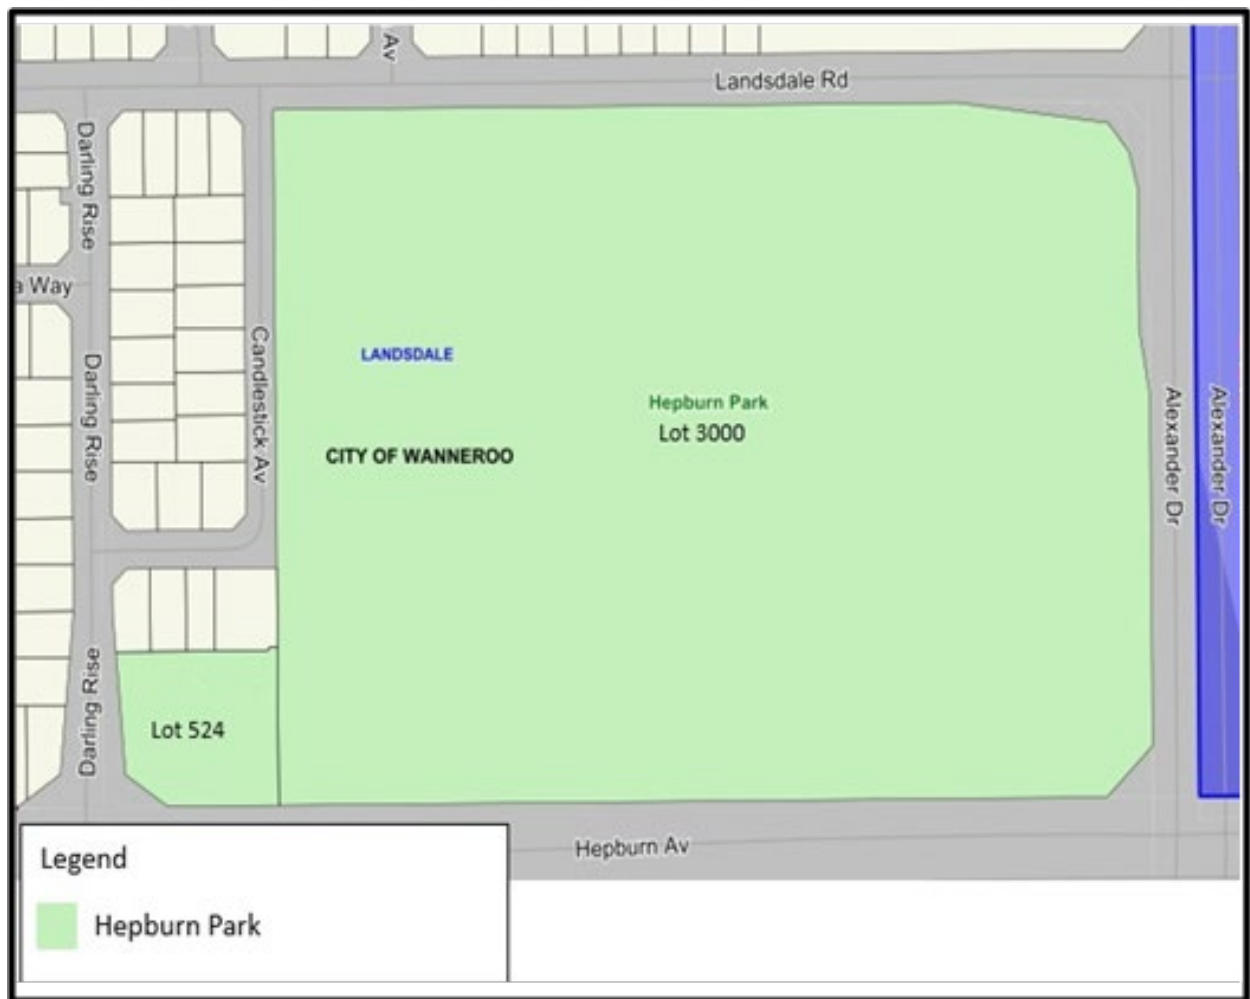 Av
Landsdale Rd
Darling Rise
a Way
Darling Rise
Candlestick Av
LANDSDALE
Hepburn Park
Lot 3000
CITY OF WANNEROO
Alexander Dr
Alexander Dr
Darling Rise
Lot 524
Hepburn Av
Legend
Hepburn Park